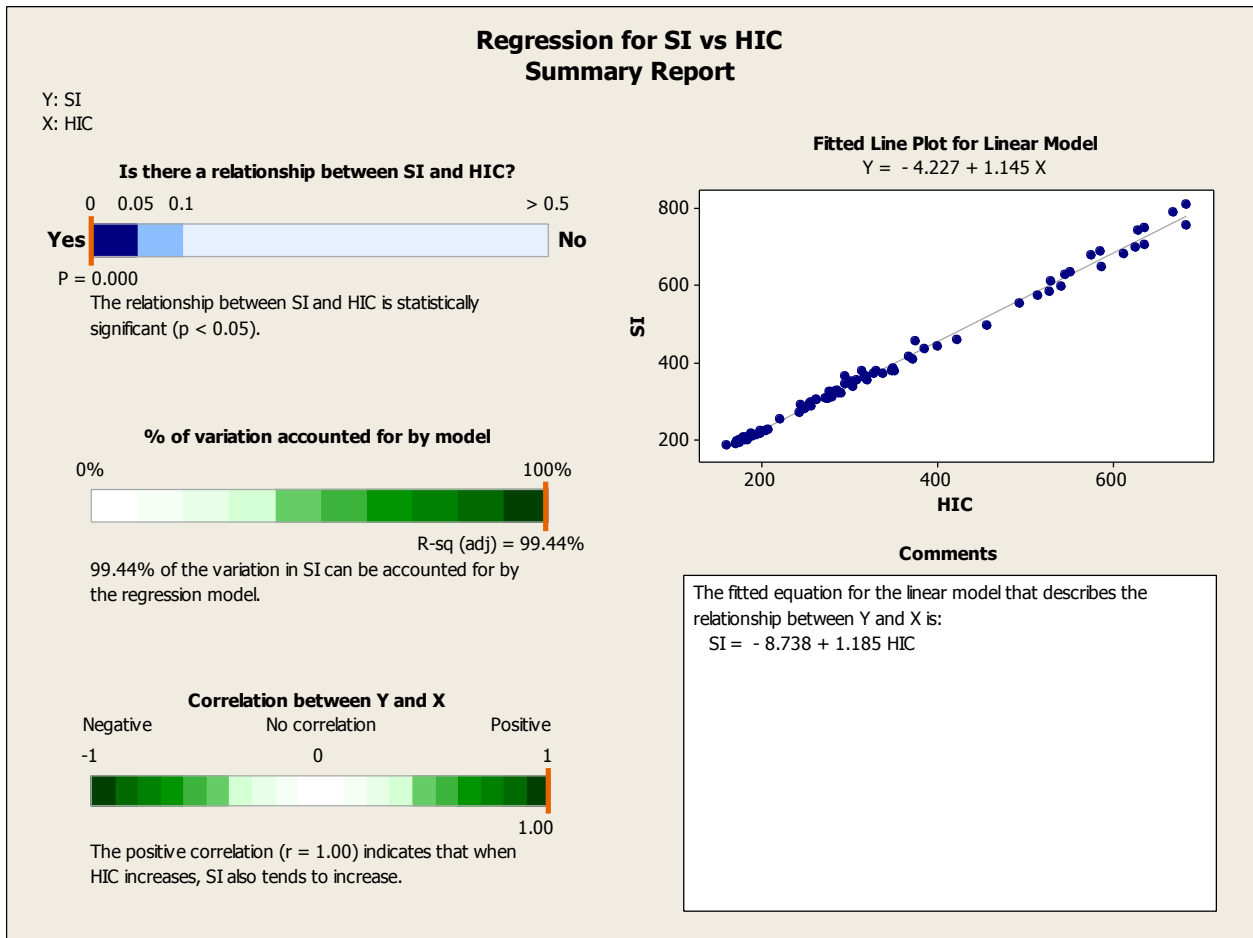 Regression for SI vs HIC
Summary Report
Y: SI
X: HIC
Is there a relationship between SI and HIC?
0 0.05 0.1 > 0.5
Yes No
P = 0.000
The relationship between SI and HIC is statistically
significant (p < 0.05).
% of variation accounted for by model
0% 100%
R-sq (adj) = 99.44%
99.44% of the variation in SI can be accounted for by
the regression model.
Correlation between Y and X
Negative No correlation Positive
-1 0 1
1.00
The positive correlation (r = 1.00) indicates that when
HIC increases, SI also tends to increase.
Fitted Line Plot for Linear Model
Y = - 4.227 + 1.145 X
800
600
400
200
SI
200 400 600
HIC
Comments
The fitted equation for the linear model that describes the
relationship between Y and X is:
SI = - 8.738 + 1.185 HIC